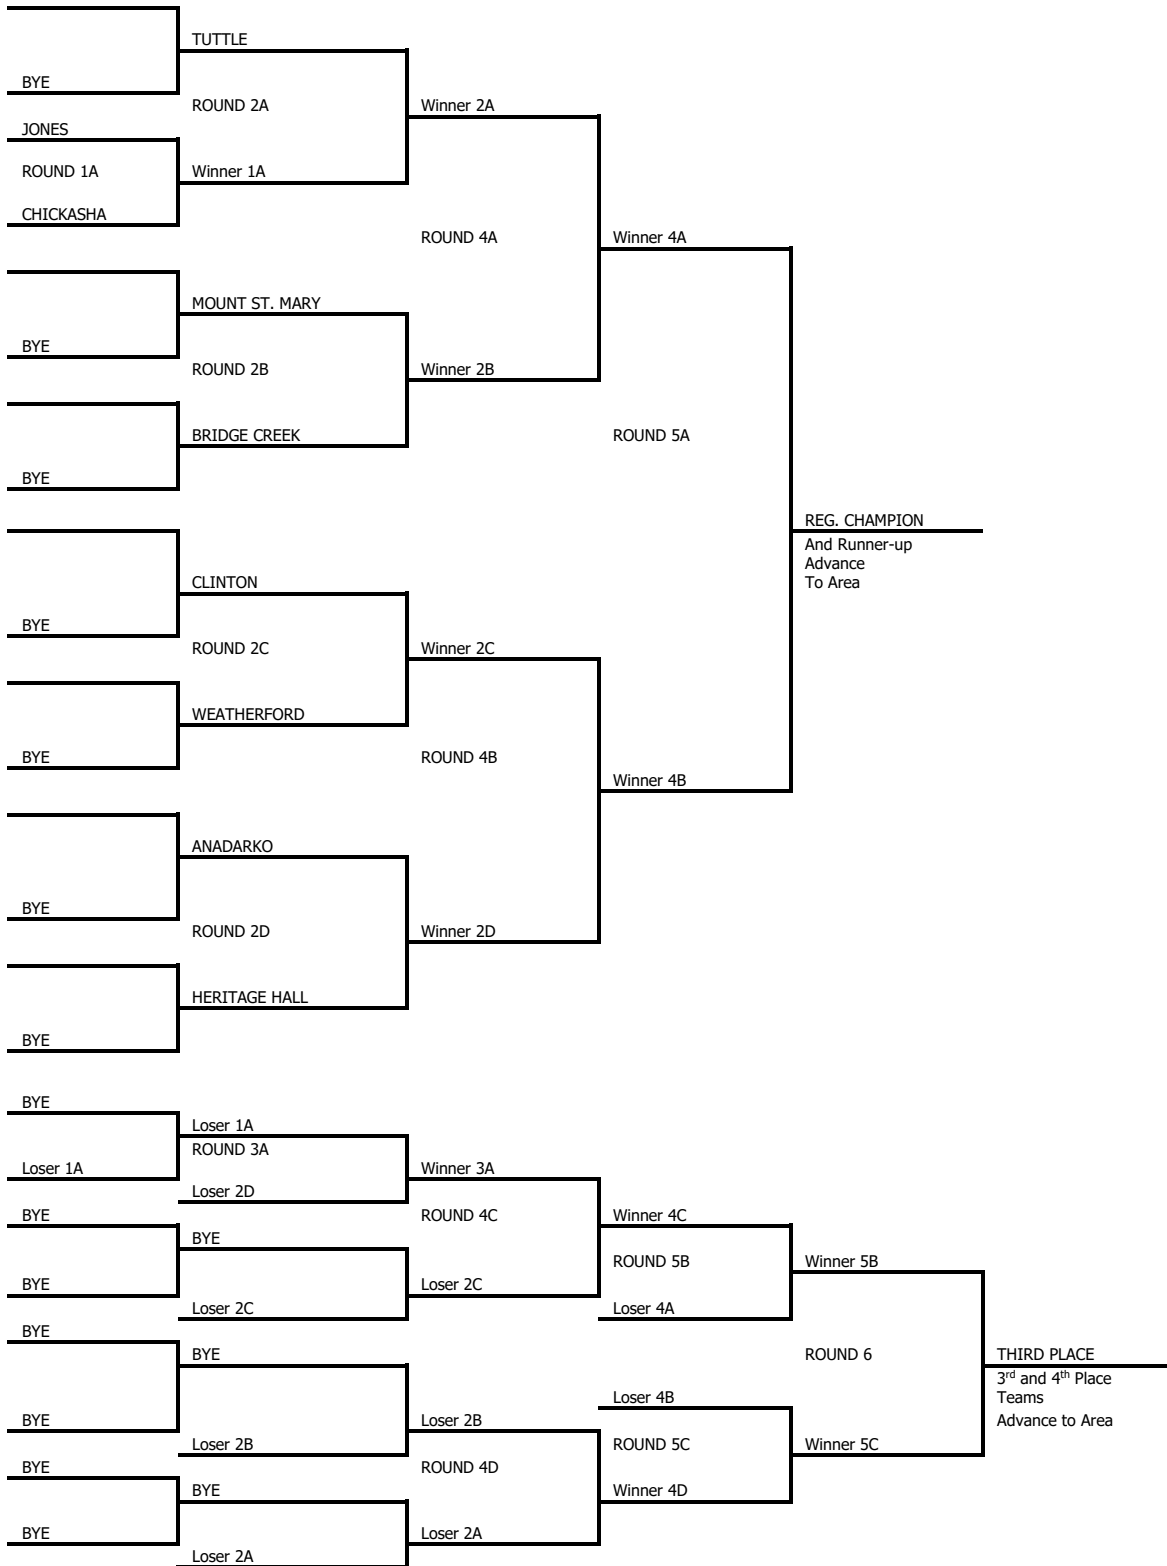 TUTTLE
BYE
ROUND 2A
Winner 2A
JONES
ROUND 1A
Winner 1A
CHICKASHA
ROUND 4A
Winner 4A
MOUNT ST. MARY
BYE
ROUND 2B
Winner 2B
BRIDGE CREEK
ROUND 5A
BYE
REG. CHAMPION
And Runner-up
Advance
To Area
CLINTON
BYE
ROUND 2C
Winner 2C
WEATHERFORD
BYE
ROUND 4B
Winner 4B
ANADARKO
BYE
ROUND 2D
Winner 2D
HERITAGE HALL
BYE
BYE
Loser 1A
ROUND 3A
Loser 1A
Winner 3A
Loser 2D
BYE
ROUND 4C
Winner 4C
BYE
ROUND 5B
Winner 5B
BYE
Loser 2C
Loser 2C
Loser 4A
BYE
BYE
ROUND 6
THIRD PLACE
3rd and 4th Place
Teams
Advance to Area
Loser 4B
BYE
Loser 2B
Loser 2B
ROUND 5C
Winner 5C
BYE
ROUND 4D
BYE
Winner 4D
BYE
Loser 2A
Loser 2A